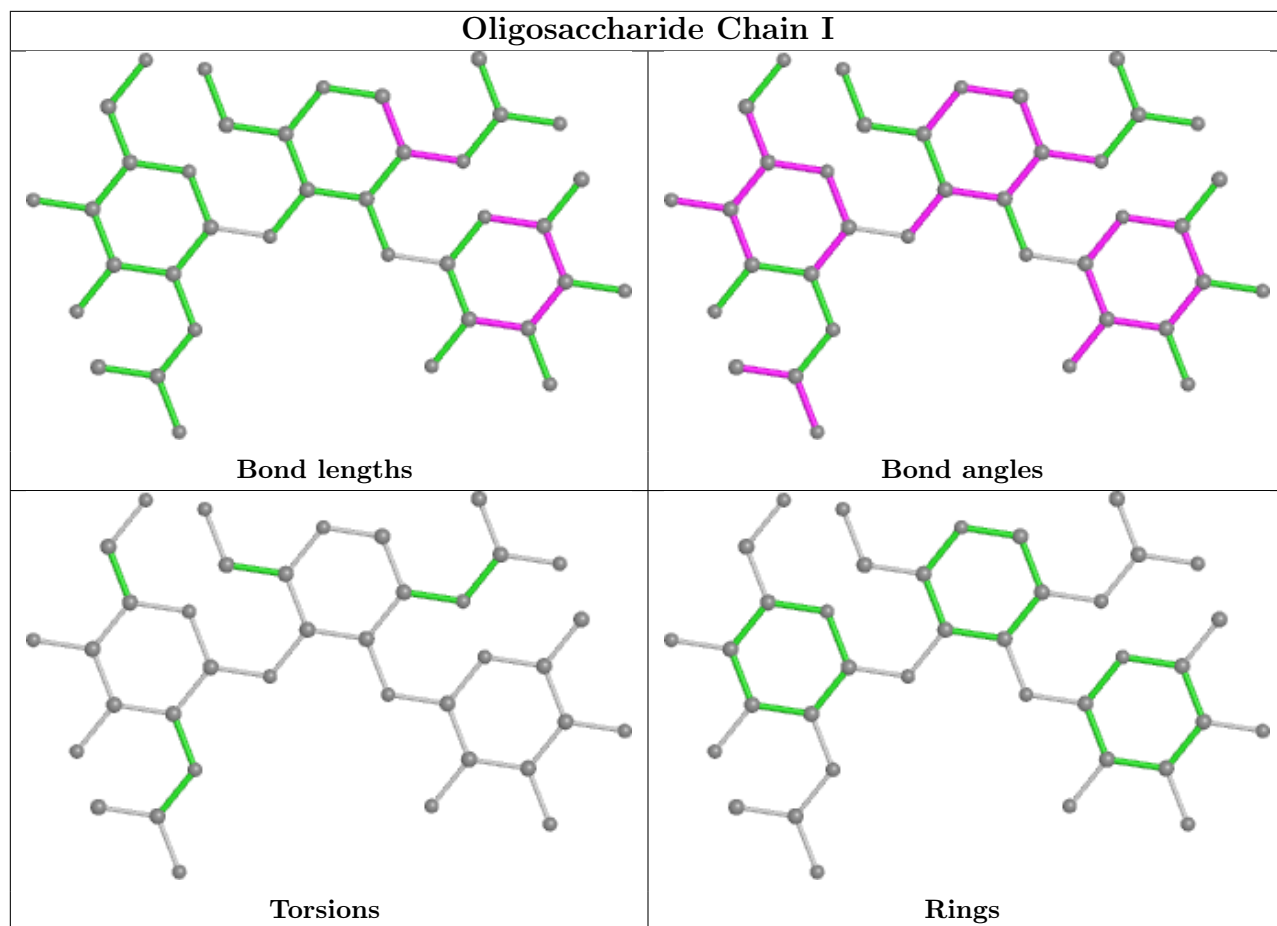 Oligosaccharide Chain I
Bond lengths
Bond angles
Torsions
Rings